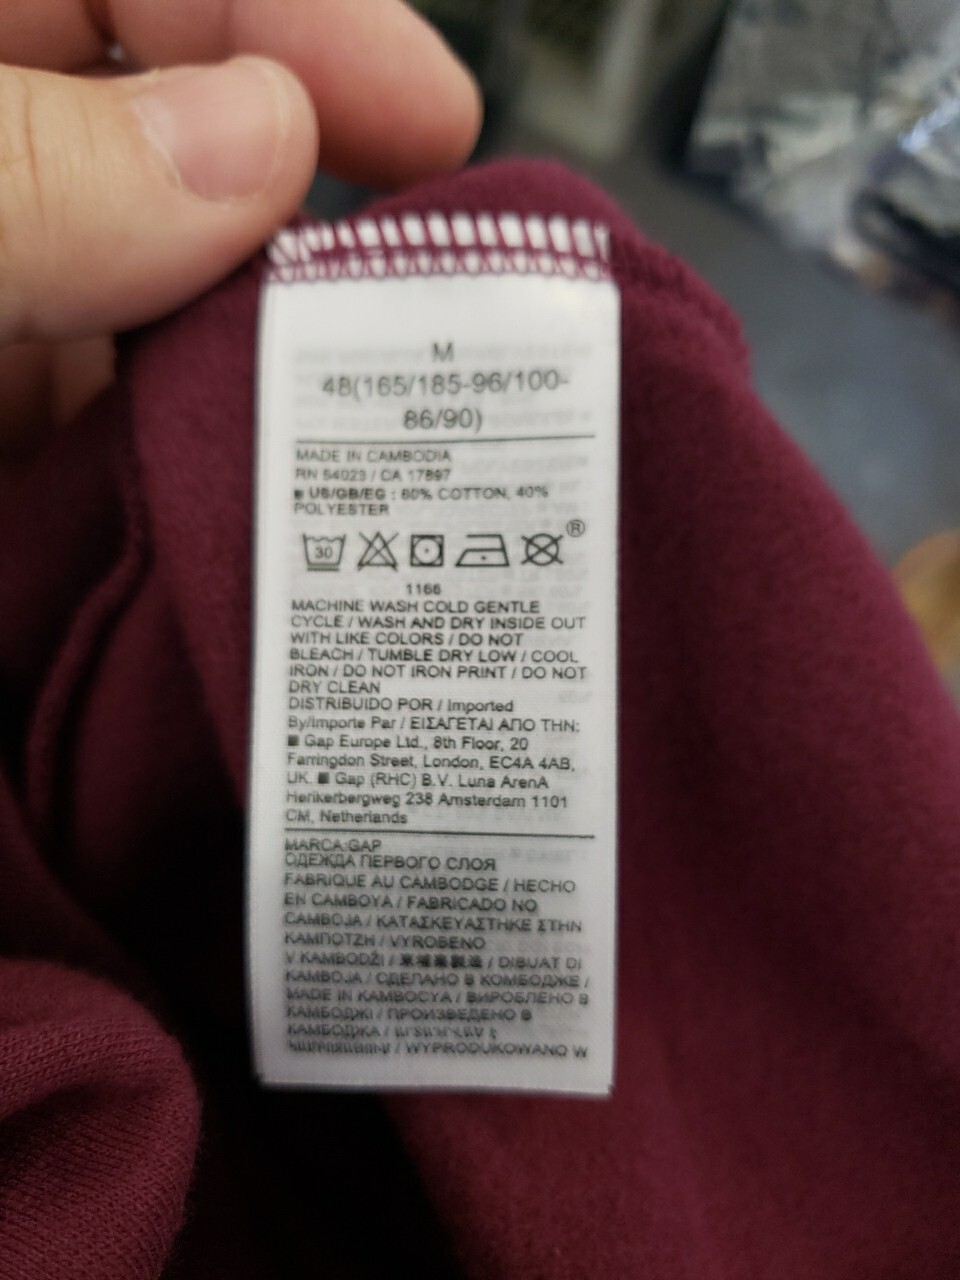 M
48(165/185-96/100-
86/90)
MADE IN CAMBODIA
RN 54023 / CA 17897
■ US/GB/EG : 60% COTTON, 40%
POLYESTER
30
®
1166
MACHINE WASH COLD GENTLE
CYCLE / WASH AND DRY INSIDE OUT
WITH LIKE COLORS / DO NOT
BLEACH / TUMBLE DRY LOW / COOL
IRON / DO NOT IRON PRINT / DO NOT
DRY CLEAN
DISTRIBUIDO POR / Imported
By/Importe Par / ΕΙΣΑΓΕΤΑΙ ΑΠΟ ΤΗΝ:
■ Gap Europe Ltd., 8th Floor, 20
Farringdon Street, London, EC4A 4AB,
UK. ■ Gap (RHC) B.V. Luna ArenA
Herikerbergweg 238 Amsterdam 1101
CM, Netherlands
MARCA:GAP
ОДЕЖДА ПЕРВОГО СЛОЯ
FABRIQUE AU CAMBODGE / HECHO
EN CAMBOYA / FABRICADO NO
CAMBOJA / ΚΑΤΑΣΚΕΥΑΣΤΗΚΕ ΣΤΗΝ
ΚΑΜΠΟΤΖΗ / VYROBENO
V KAMBODŽI / 柬埔寨製造 / DIBUAT DI
KAMBOJA / СДЕЛАНО В КОМБОДЖЕ /
MADE IN KAMBOCYA / ВИРОБЛЕНО В
КАМБОДЖІ / ПРОИЗВЕДЕНО В
КАМБОДЖА /
/ WYPRODUKOWANO W